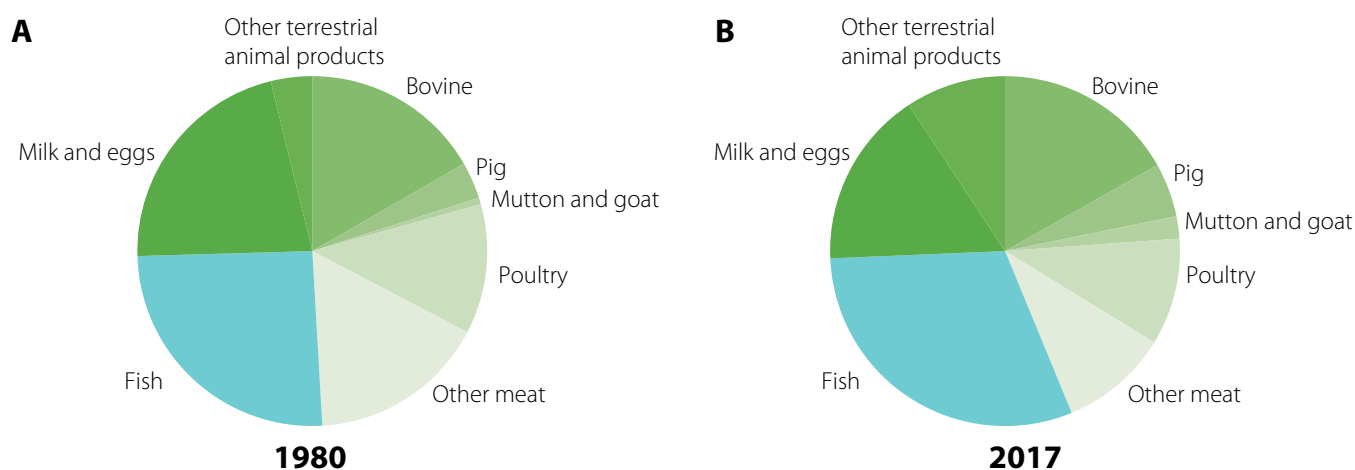 A
Other terrestrial
animal products
Bovine
Pig
Mutton and goat
Poultry
Other meat
Fish
Milk and eggs
1980
B
Other terrestrial
animal products
Bovine
Pig
Mutton and goat
Poultry
Other meat
Fish
Milk and eggs
2017